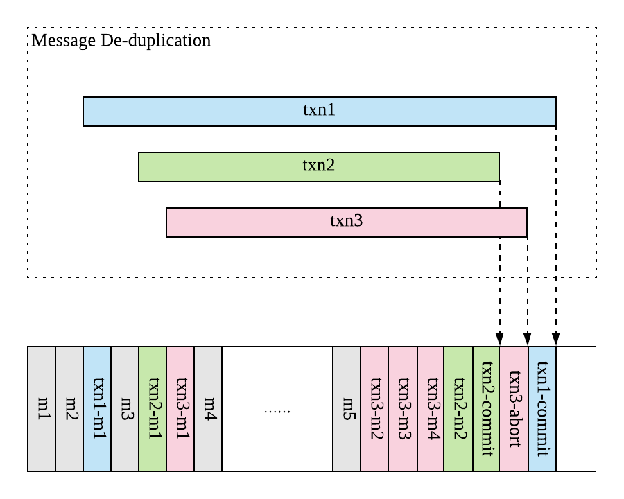 Message De-duplication
txn1
txn2
txn3
m1
m2
txn1-m1
m3
txn2-m1
txn3-m1
m4
......
m5
txn3-m2
txn3-m3
txn3-m4
txn2-m2
txn2-commit
txn3-abort
txn1-commit